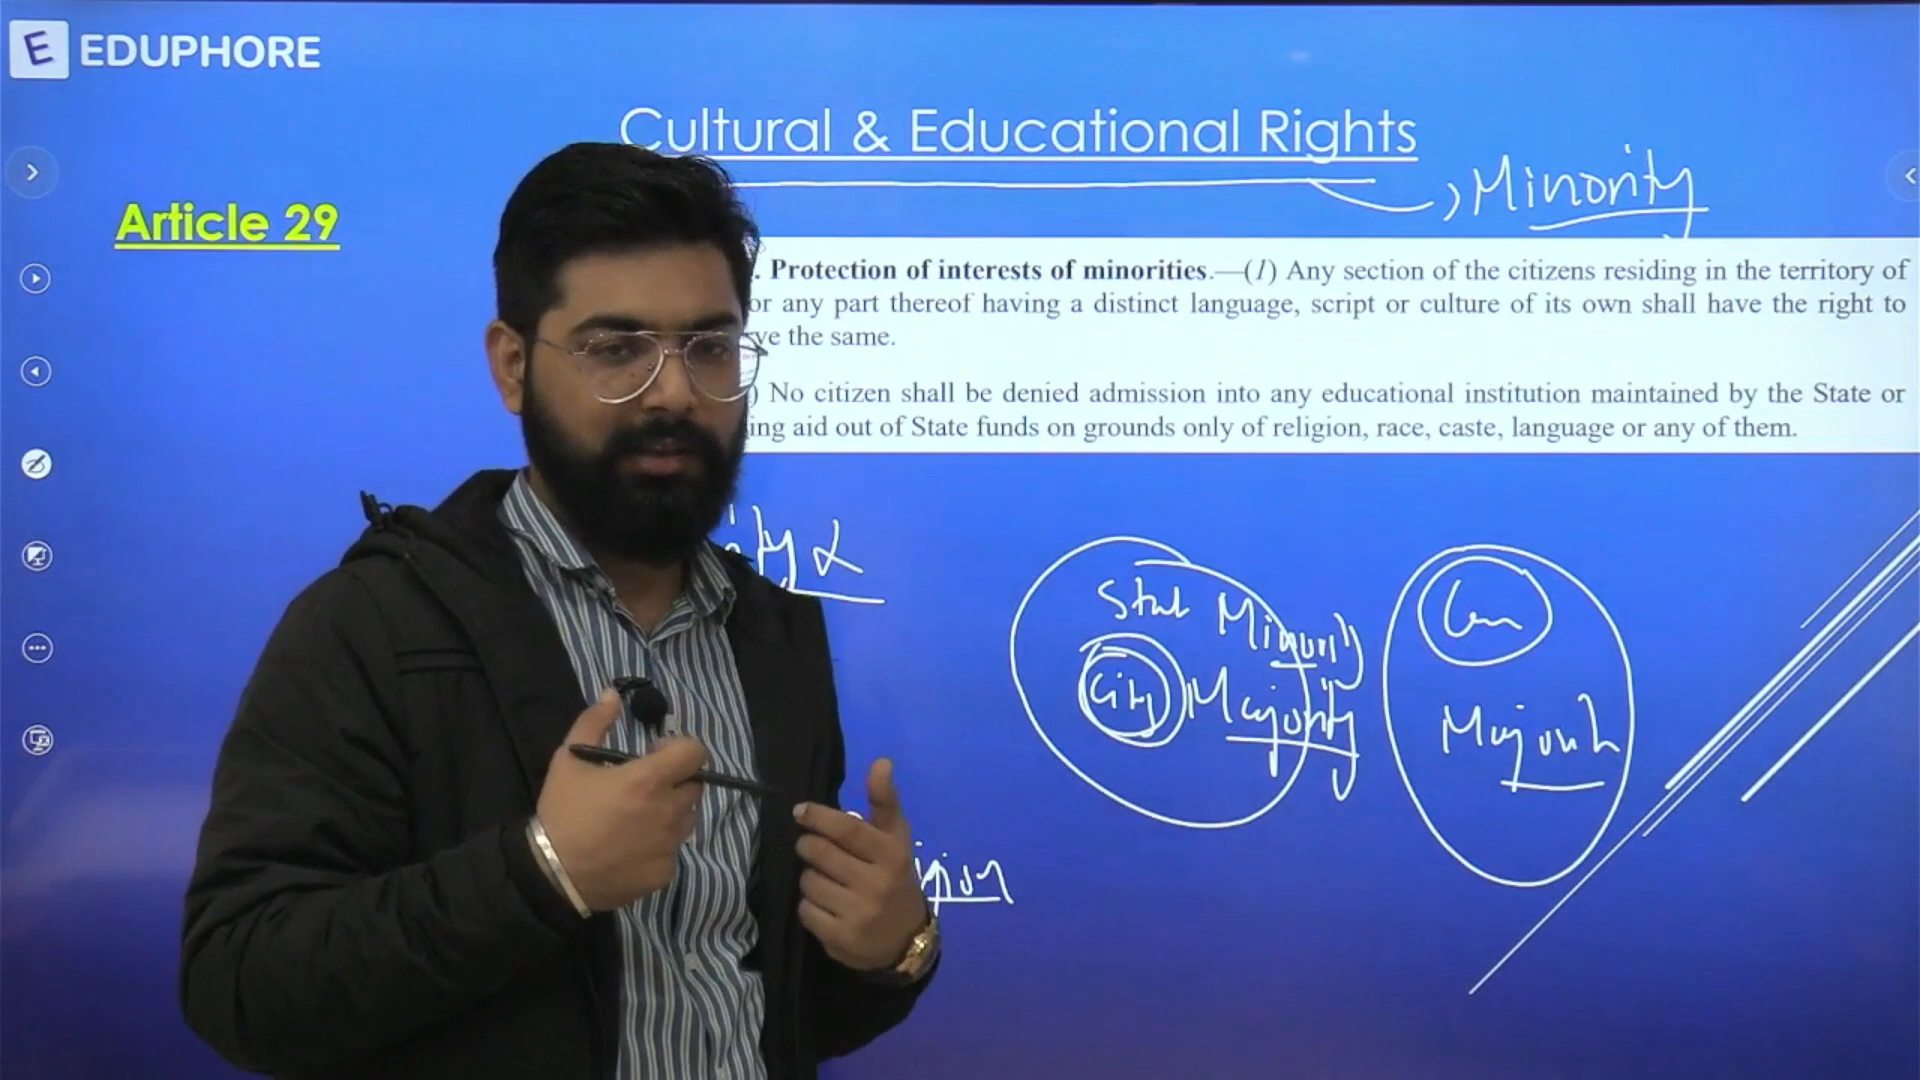 E EDUPHORE
Cultural & Educational Rights
Minority
Article 29
. Protection of interests of minorities.—(1) Any section of the citizens residing in the territory of
or any part thereof having a distinct language, script or culture of its own shall have the right to
ve the same.
) No citizen shall be denied admission into any educational institution maintained by the State or
ing aid out of State funds on grounds only of religion, race, caste, language or any of them.
ity
City Majority